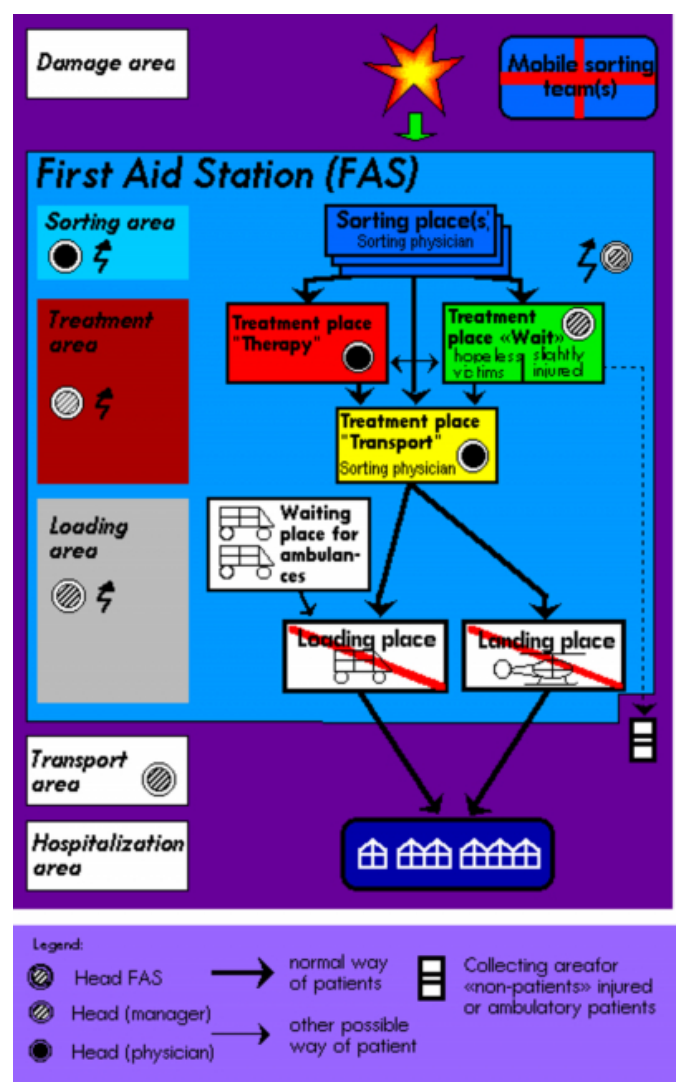 Damage area
Mobile sorting
team(s)
First Aid Station (FAS)
Sorting area
Sorting place(s)
Sorting physician
Treatment
area
Treatment place
"Therapy"
Treatment
place «Wait»
hopeless
victims
slightly
injured
Treatment place
"Transport"
Sorting physician
Loading
area
Waiting
place for
ambulan-
ces
Loading place
Landing place
Transport
area
Hospitalization
area
Legend:
Head FAS
Head (manager)
Head (physician)
normal way
of patients
other possible
way of patient
Collecting areafor
«non-patients» injured
or ambulatory patients